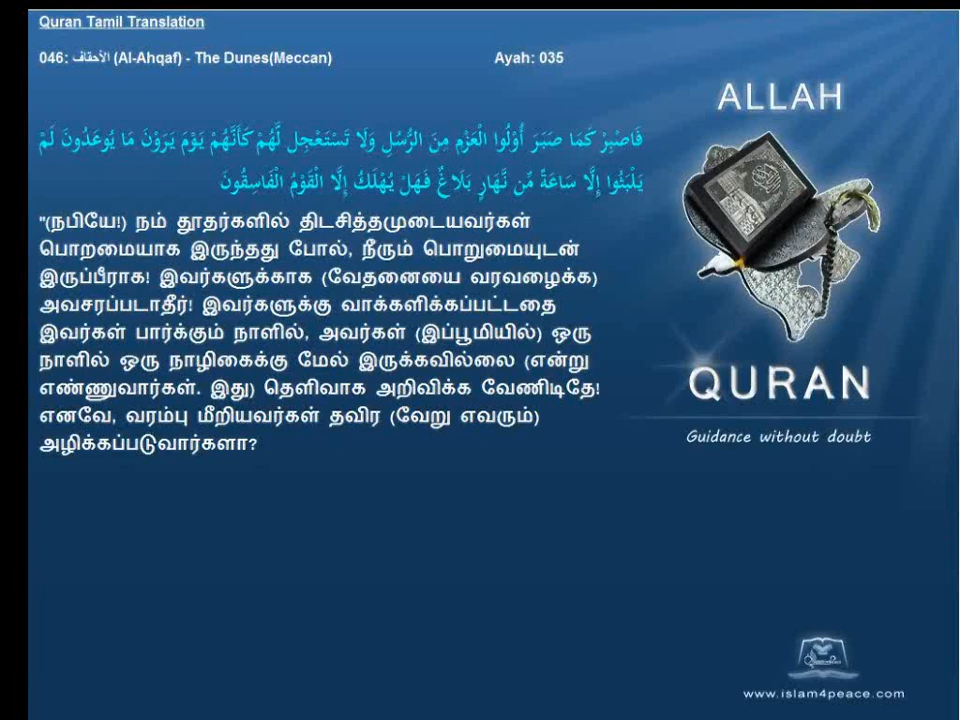 Quran Tamil Translation
046: الأحقاف (Al-Ahqaf) - The Dunes(Meccan) Ayah: 035
فَاصْبِرْ كَمَا صَبَرَ أُوْلُوا الْعَزْمِ مِنَ الرُّسُلِ وَلَا تَسْتَعْجِل لَّهُمْ كَأَنَّهُمْ يَوْمَ يَرَوْنَ مَا يُوعَدُونَ لَمْ
يَلْبَثُوا إِلَّا سَاعَةً مِّن نَّهَارٍ بَلَاغٌ فَهَلْ يُهْلَكُ إِلَّا الْقَوْمُ الْفَاسِقُونَ
"(நபியே!) நம் தூதர்களில் திடசித்தமுடையவர்கள்
பொறமையாக இருந்தது போல், நீரும் பொறுமையுடன்
இருப்பீராக! இவர்களுக்காக (வேதனையை வரவழைக்க)
அவசரப்படாதீர்! இவர்களுக்கு வாக்களிக்கப்பட்டதை
இவர்கள் பார்க்கும் நாளில், அவர்கள் (இப்பூமியில்) ஒரு
நாளில் ஒரு நாழிகைக்கு மேல் இருக்கவில்லை (என்று
எண்ணுவார்கள். இது) தெளிவாக அறிவிக்க வேணிடிதே!
எனவே, வரம்பு மீறியவர்கள் தவிர (வேறு எவரும்)
அழிக்கப்படுவார்களா?
ALLAH
QURAN
Guidance without doubt
www.islam4peace.com